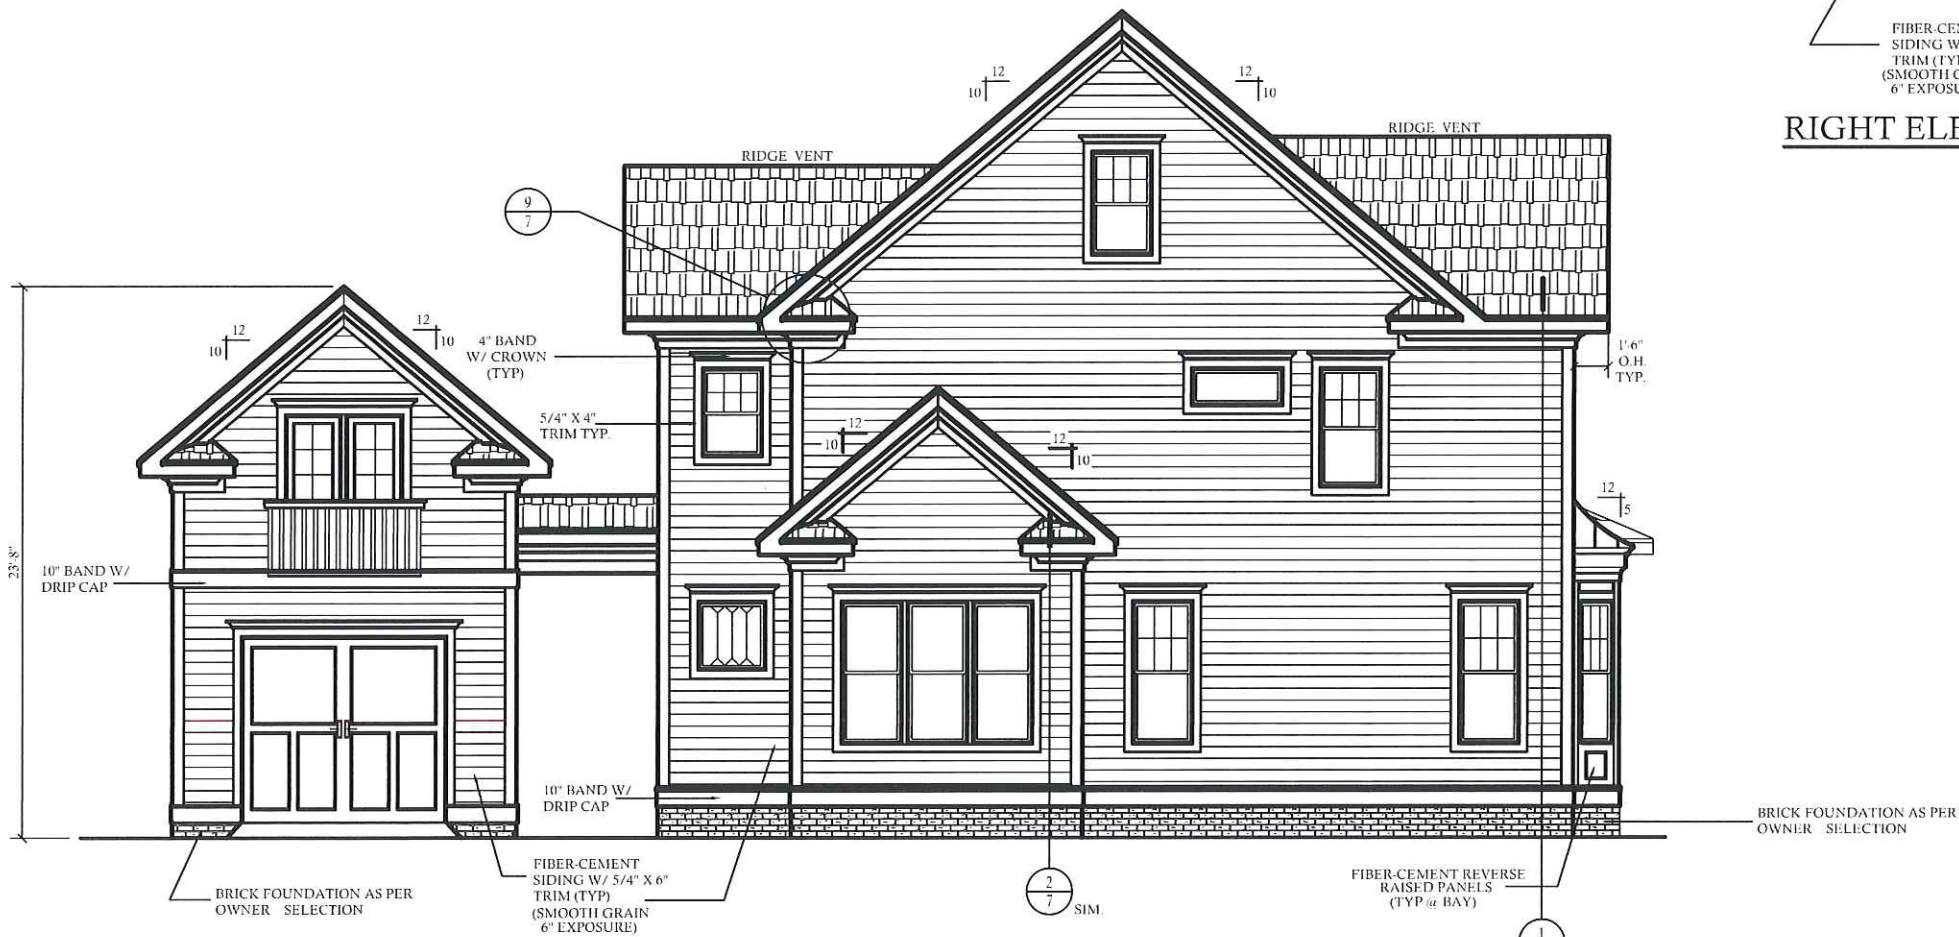 FIBER-CEM
SIDING W
TRIM (TYP
(SMOOTH G
6" EXPOSU
RIGHT ELE
12
10
12
10
RIDGE VENT
RIDGE VENT
9
7
12
10
12
10
4" BAND
W/ CROWN
(TYP)
1'-6"
O.H.
TYP.
5/4" X 4"
TRIM TYP.
12
10
12
10
12
5
23'-8"
10" BAND W/
DRIP CAP
10" BAND W/
DRIP CAP
BRICK FOUNDATION AS PER
OWNER SELECTION
BRICK FOUNDATION AS PER
OWNER SELECTION
FIBER-CEMENT
SIDING W/ 5/4" X 6"
TRIM (TYP)
(SMOOTH GRAIN
6" EXPOSURE)
2
7
SIM.
FIBER-CEMENT REVERSE
RAISED PANELS
(TYP @ BAY)
1